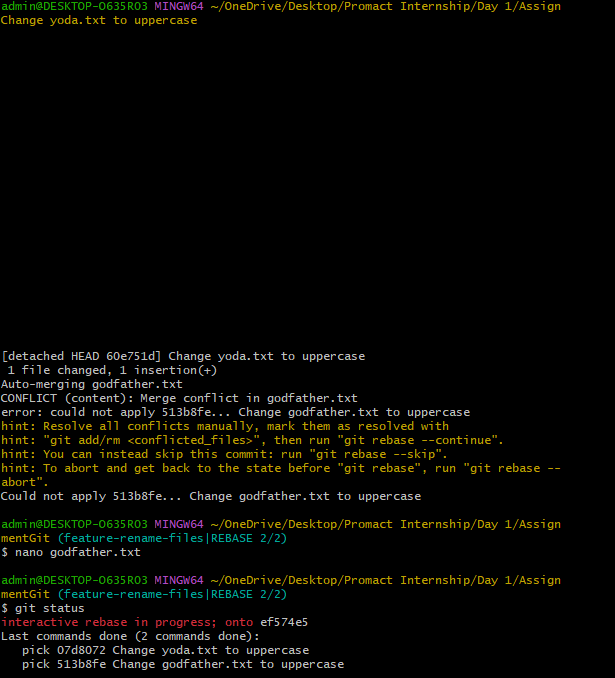 admin@DESKTOP-O635RO3 MINGW64 ~/OneDrive/Desktop/Promact Internship/Day 1/Assign
Change yoda.txt to uppercase
[detached HEAD 60e751d] Change yoda.txt to uppercase
 1 file changed, 1 insertion(+)
Auto-merging godfather.txt
CONFLICT (content): Merge conflict in godfather.txt
error: could not apply 513b8fe... Change godfather.txt to uppercase
hint: Resolve all conflicts manually, mark them as resolved with
hint: "git add/rm <conflicted_files>", then run "git rebase --continue".
hint: You can instead skip this commit: run "git rebase --skip".
hint: To abort and get back to the state before "git rebase", run "git rebase --
abort".
Could not apply 513b8fe... Change godfather.txt to uppercase
admin@DESKTOP-O635RO3 MINGW64 ~/OneDrive/Desktop/Promact Internship/Day 1/Assign
mentGit (feature-rename-files|REBASE 2/2)
$ nano godfather.txt
admin@DESKTOP-O635RO3 MINGW64 ~/OneDrive/Desktop/Promact Internship/Day 1/Assign
mentGit (feature-rename-files|REBASE 2/2)
$ git status
interactive rebase in progress; onto ef574e5
Last commands done (2 commands done):
   pick 07d8072 Change yoda.txt to uppercase
   pick 513b8fe Change godfather.txt to uppercase